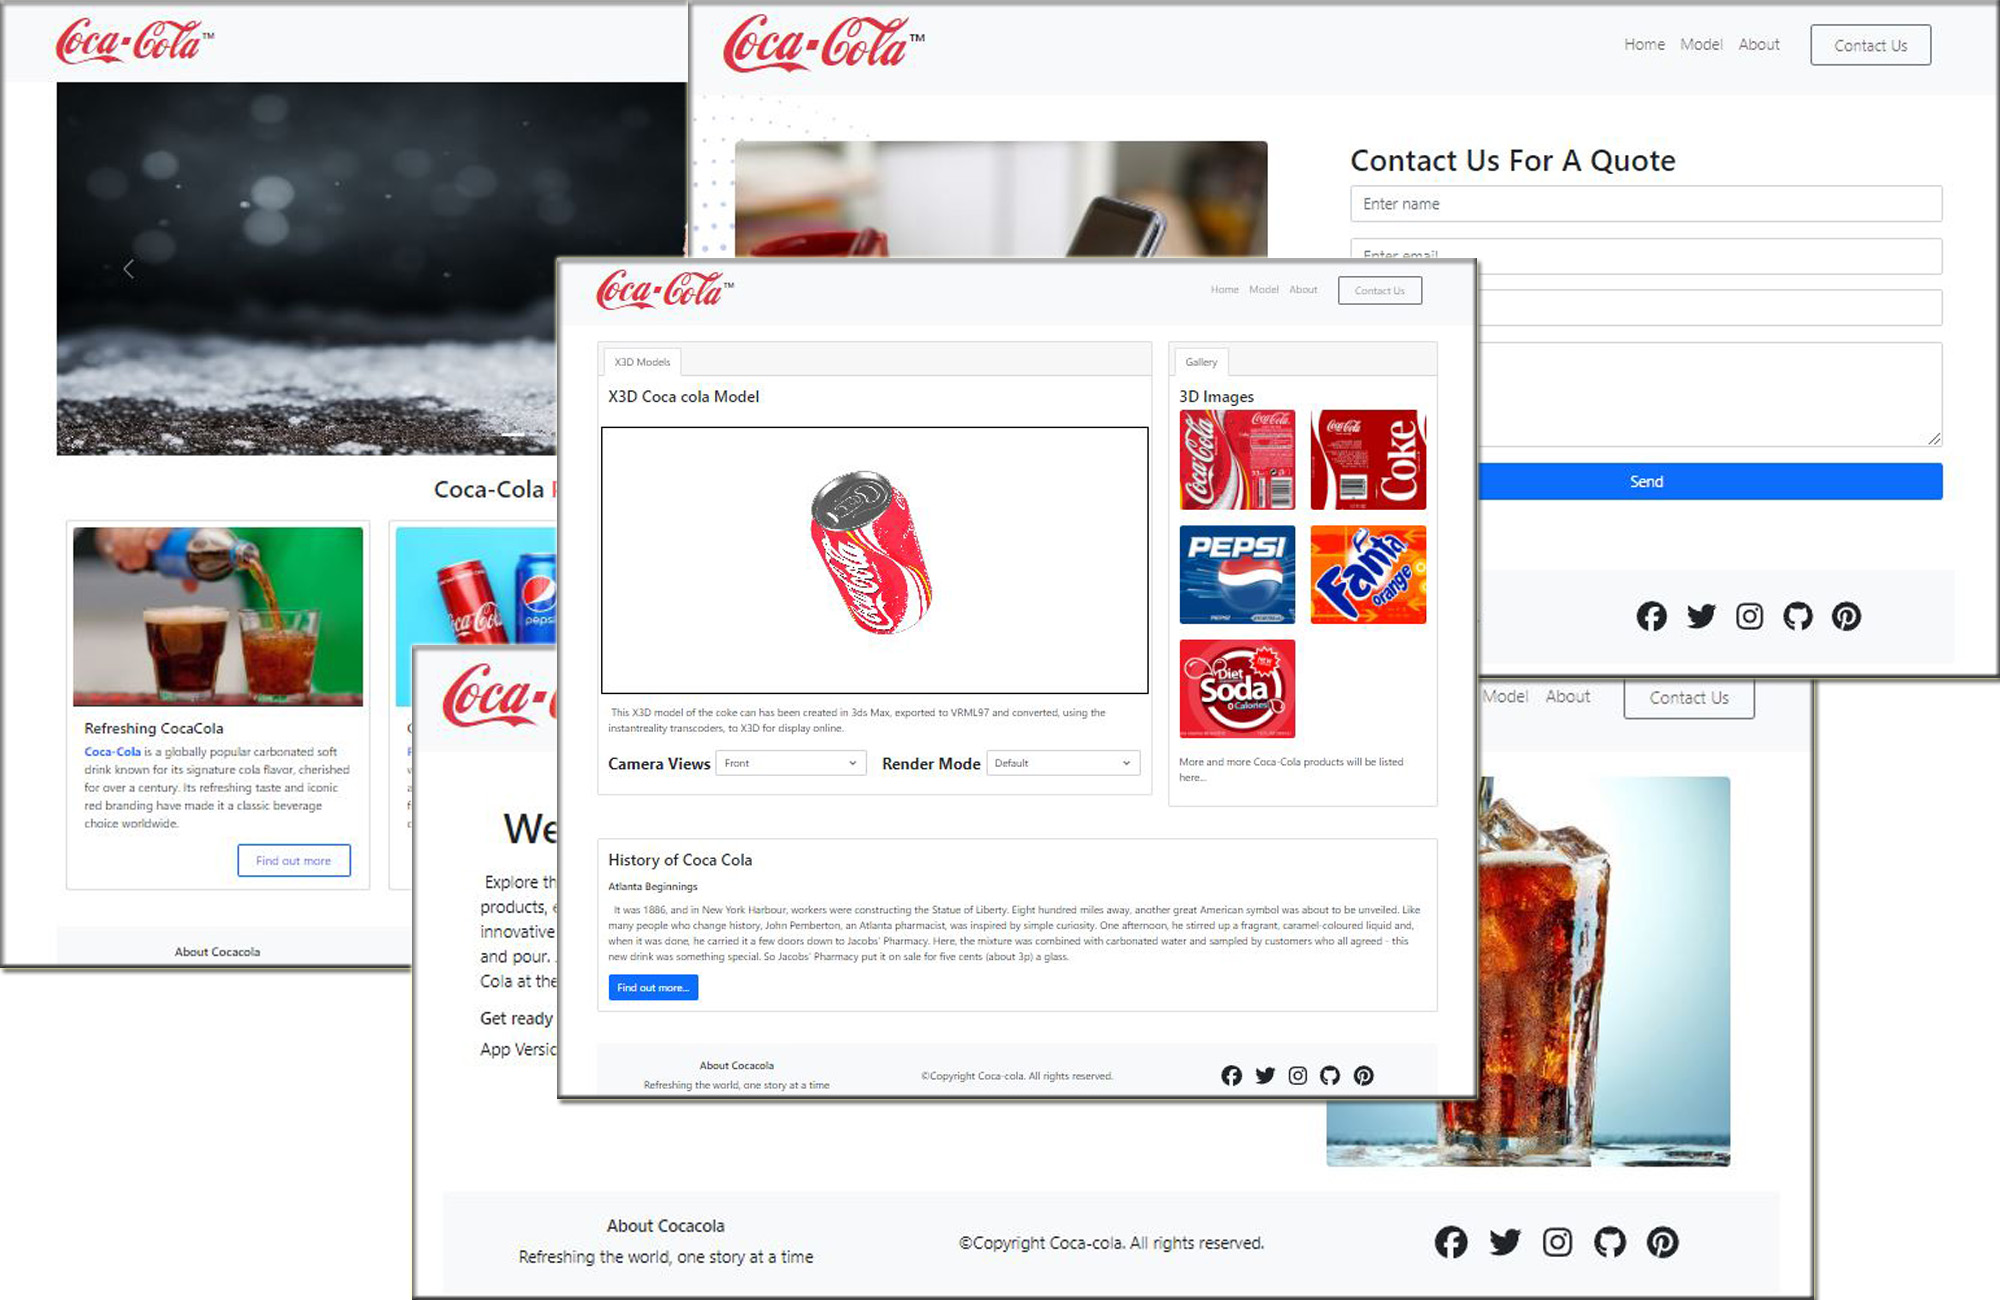 Coca-Cola™
Coca-Cola
Refreshing CocaCola
Coca-Cola is a globally popular carbonated soft
drink known for its signature cola flavor, cherished
for over a century. Its refreshing taste and iconic
red branding have made it a classic beverage
choice worldwide.
Find out more
Coca-Cola
pepsi
About Cocacola
Coca-Cola™
Home Model About Contact Us
Contact Us For A Quote
Enter name
Enter email
Send
Coca-Cola™
Home Model About Contact Us
X3D Models
X3D Coca cola Model
Coca-Cola
This X3D model of the coke can has been created in 3ds Max, exported to VRML97 and converted, using the
instantreality transcoders, to X3D for display online.
Camera Views Front Render Mode Default
Gallery
3D Images
Coca-Cola
Coca-Cola
Coca-Cola
Coke
PEPSI
PEPSI
Fanta
orange
NEW
Diet
Soda
0 Calories
More and more Coca-Cola products will be listed
here...
History of Coca Cola
Atlanta Beginnings
It was 1886, and in New York Harbour, workers were constructing the Statue of Liberty. Eight hundred miles away, another great American symbol was about to be unveiled. Like
many people who change history, John Pemberton, an Atlanta pharmacist, was inspired by simple curiosity. One afternoon, he stirred up a fragrant, caramel-coloured liquid and,
when it was done, he carried it a few doors down to Jacobs' Pharmacy. Here, the mixture was combined with carbonated water and sampled by customers who all agreed - this
new drink was something special. So Jacobs' Pharmacy put it on sale for five cents (about 3p) a glass.
Find out more...
About Cocacola
Refreshing the world, one story at a time
©Copyright Coca-cola. All rights reserved.
Coca-
Model About Contact Us
We
Explore th
products, e
innovative
and pour.
Cola at the
Get ready
App Versio
About Cocacola
Refreshing the world, one story at a time
©Copyright Coca-cola. All rights reserved.